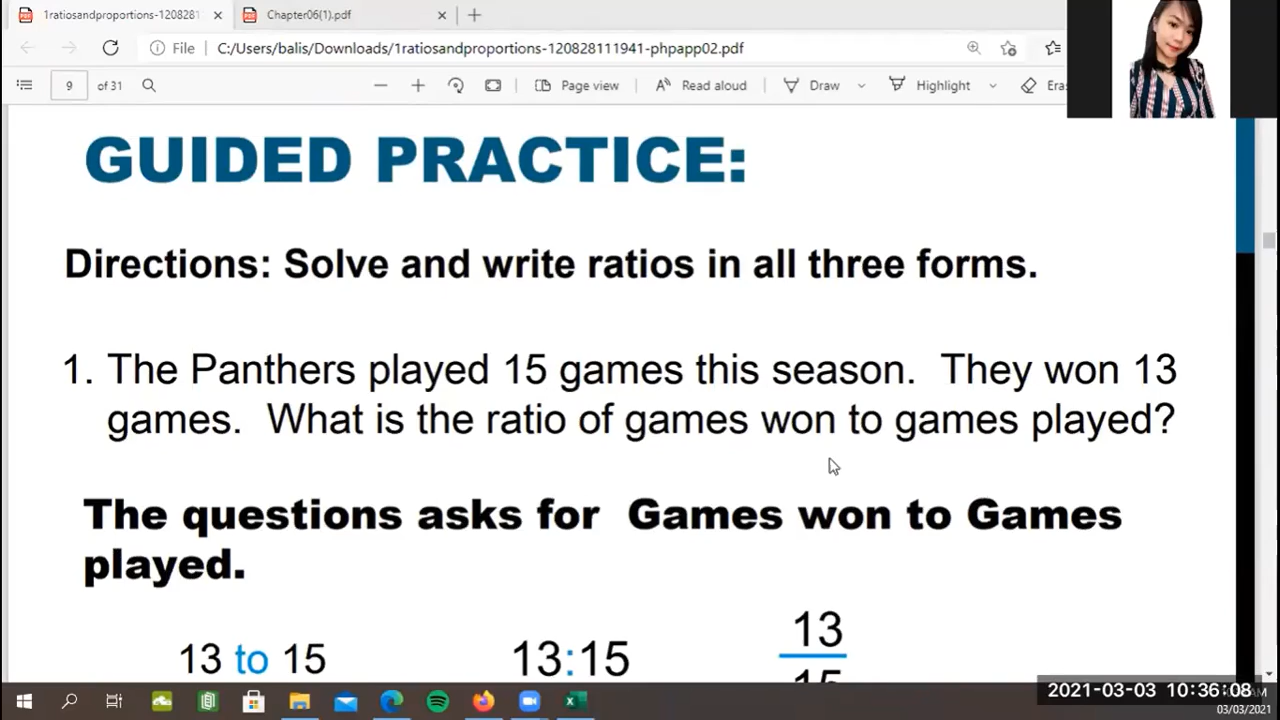 1ratiosandproportions-120828111
Chapter06(1).pdf
File
C:/Users/balis/Downloads/1ratiosandproportions-120828111941-phpapp02.pdf
9 of 31
Page view
Read aloud
Draw
Highlight
GUIDED PRACTICE:
Directions: Solve and write ratios in all three forms.
1. The Panthers played 15 games this season. They won 13
games. What is the ratio of games won to games played?
The questions asks for Games won to Games
played.
13 to 15
13:15
13
15
2021-03-03 10:36:08
03/03/2021